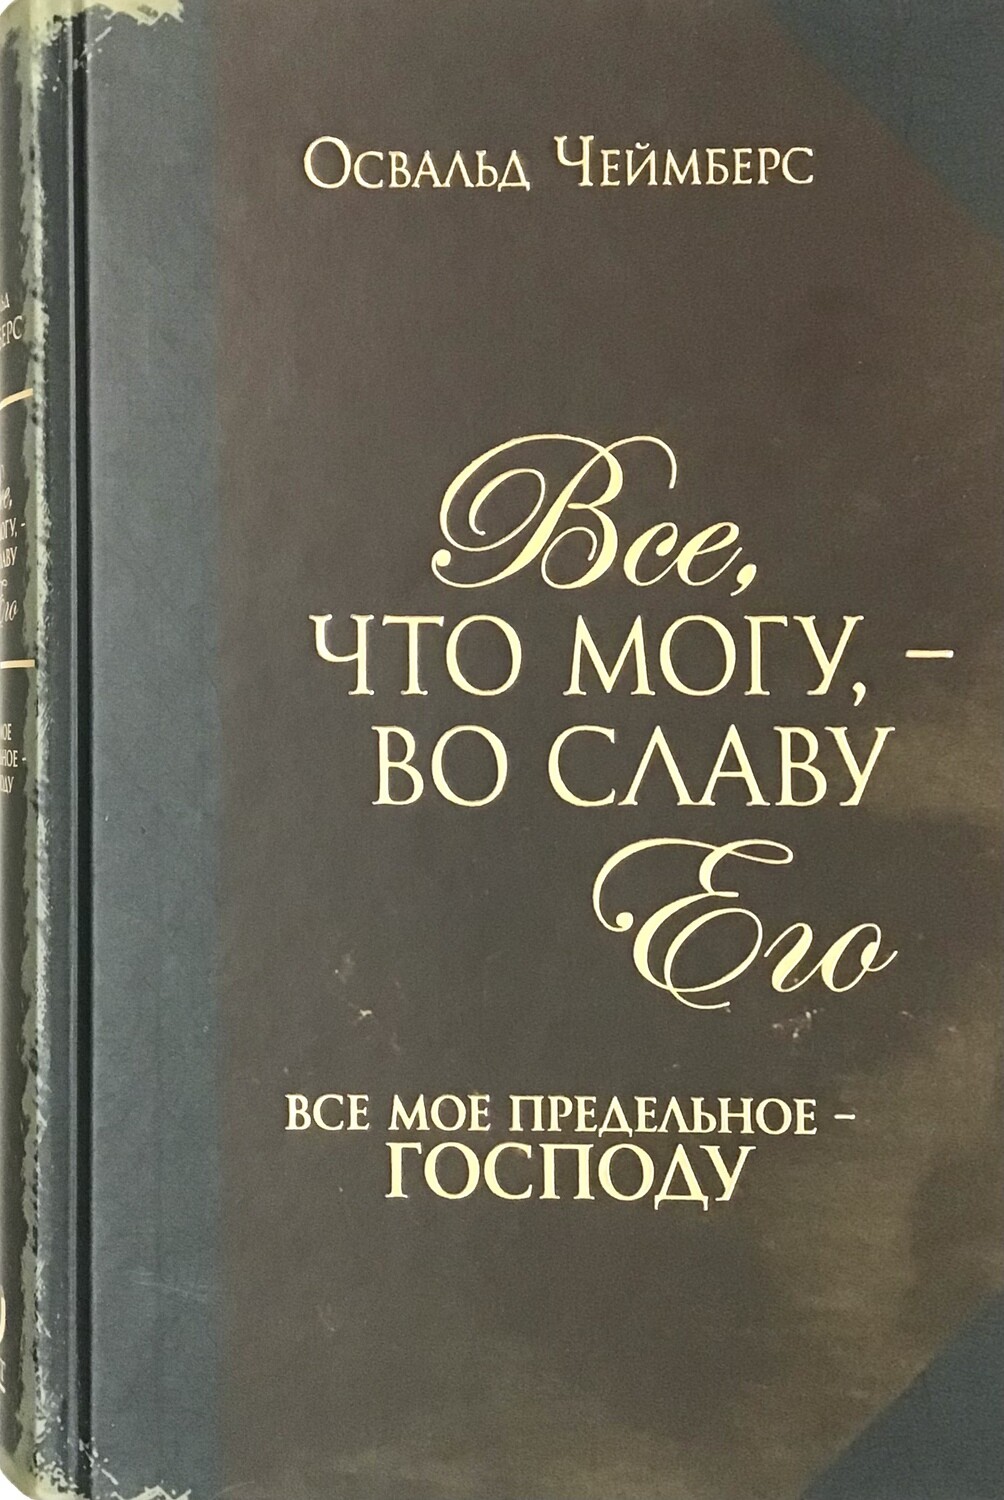 Освальд Чеймберс
Все,
что могу, –
во славу
Его
все мое предельное –
Господу